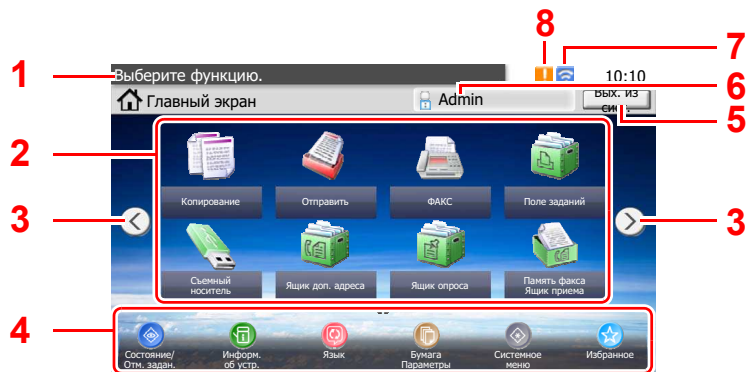 8
7
1
Выберите функцию.
10:10
6
Главный экран
Admin
Вых. из
сист.
5
2
Копирование
Отправить
ФАКС
Поле заданий
3
3
Съемный
носитель
Ящик доп. адреса
Ящик опроса
Память факса
Ящик приема
4
Состояние/
Отм. задан.
Информ.
об устр.
Язык
Бумага
Параметры
Системное
меню
Избранное